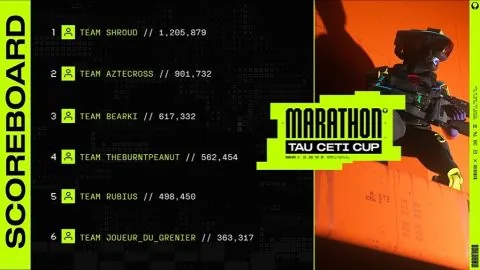 SCOREBOARD
1 TEAM SHROUD // 1,205,879
2 TEAM AZTECROSS // 901,732
3 TEAM BEARKI // 617,332
4 TEAM THEBURNTPEANUT // 562,454
5 TEAM RUBIUS // 498,450
6 TEAM JOUEUR_DU_GRENIER // 363,317
MARATHON
TAU CETI CUP
MARATHON